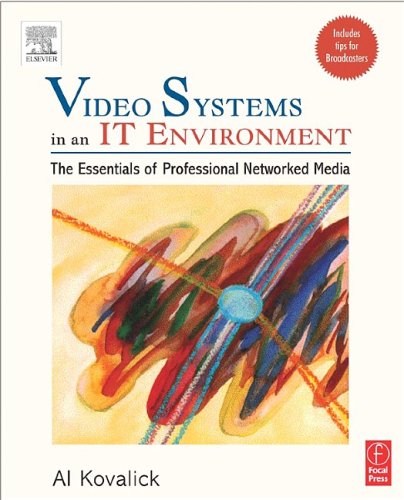 ELSEVIER
Includes
tips for
Broadcasters
VIDEO SYSTEMS
in an IT ENVIRONMENT
The Essentials of Professional Networked Media
Al Kovalick
Focal
Press